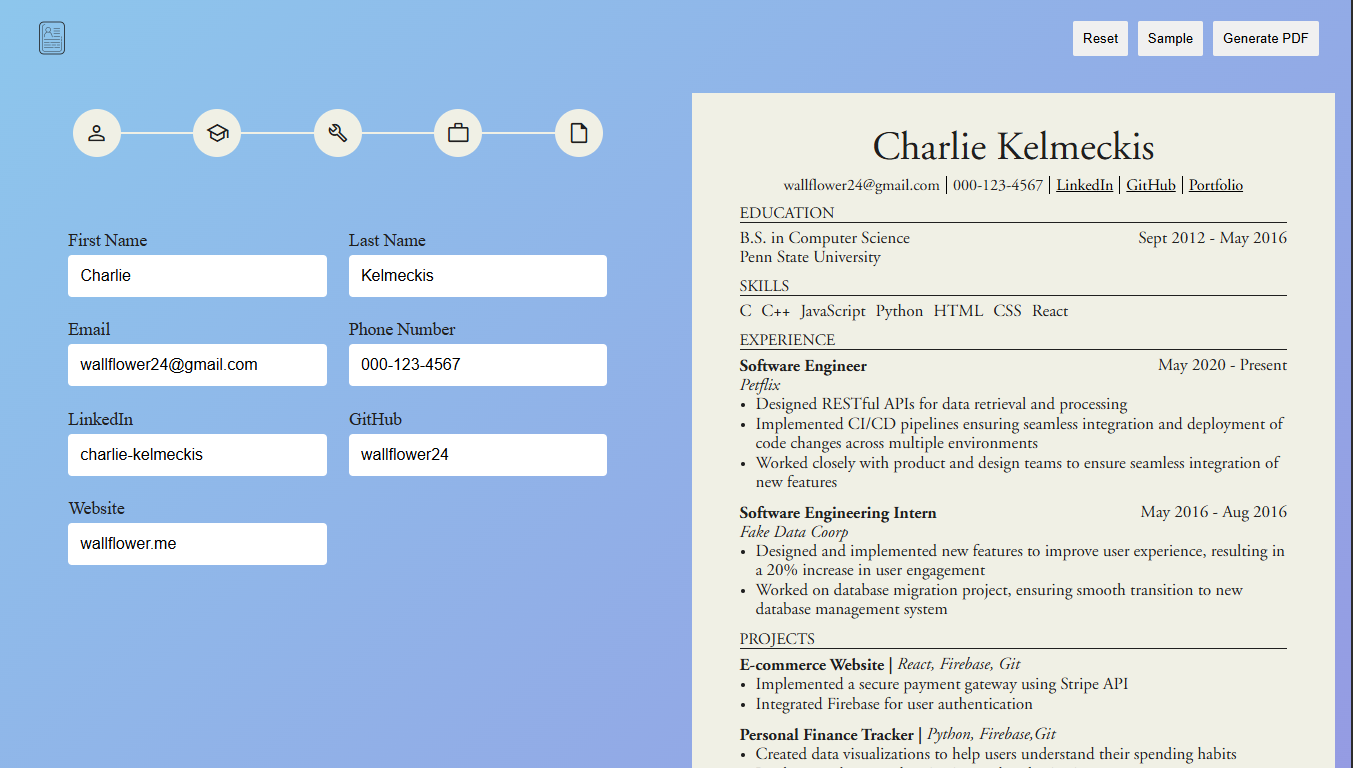 Reset Sample Generate PDF
First Name
Charlie
Last Name
Kelmeckis
Email
wallflower24@gmail.com
Phone Number
000-123-4567
LinkedIn
charlie-kelmeckis
GitHub
wallflower24
Website
wallflower.me
Charlie Kelmeckis
wallflower24@gmail.com | 000-123-4567 | LinkedIn | GitHub | Portfolio
EDUCATION
B.S. in Computer Science Sept 2012 - May 2016
Penn State University
SKILLS
C C++ JavaScript Python HTML CSS React
EXPERIENCE
Software Engineer May 2020 - Present
Petflix
• Designed RESTful APIs for data retrieval and processing
• Implemented CI/CD pipelines ensuring seamless integration and deployment of
code changes across multiple environments
• Worked closely with product and design teams to ensure seamless integration of
new features
Software Engineering Intern May 2016 - Aug 2016
Fake Data Coorp
• Designed and implemented new features to improve user experience, resulting in
a 20% increase in user engagement
• Worked on database migration project, ensuring smooth transition to new
database management system
PROJECTS
E-commerce Website | React, Firebase, Git
• Implemented a secure payment gateway using Stripe API
• Integrated Firebase for user authentication
Personal Finance Tracker | Python, Firebase,Git
• Created data visualizations to help users understand their spending habits